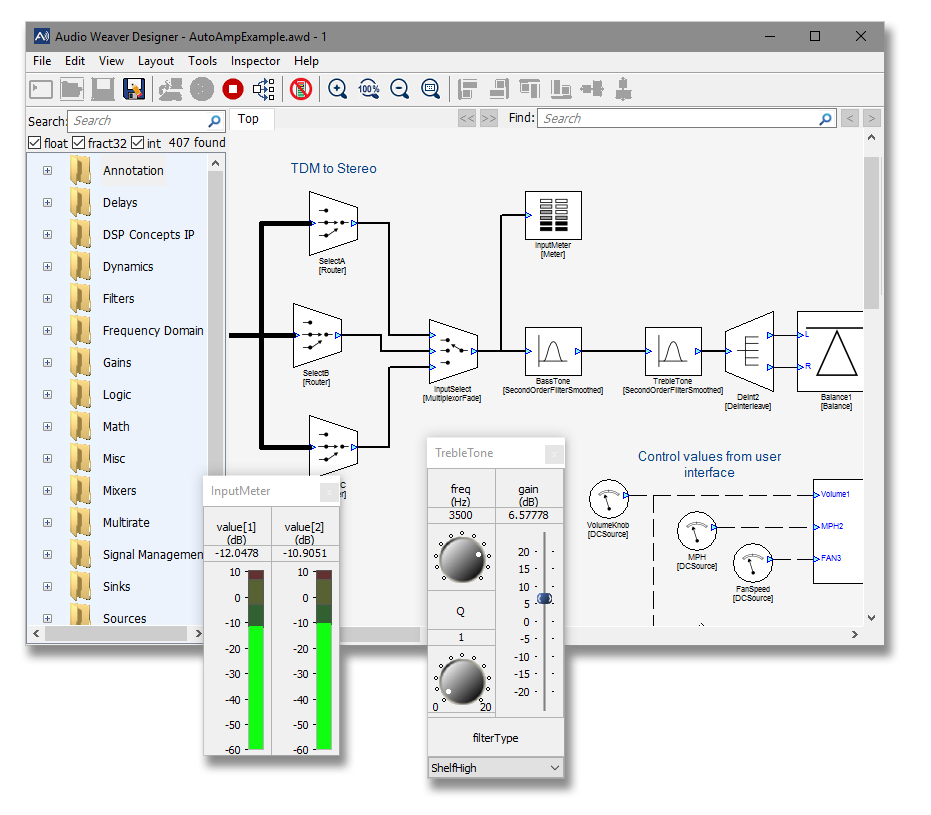 Audio Weaver Designer - AutoAmpExample.awd - 1
File Edit View Layout Tools Inspector Help
100%
Search: Search
float fract32 int 407 found
Top
<< >> Find: Search < >
Annotation
Delays
DSP Concepts IP
Dynamics
Filters
Frequency Domain
Gains
Logic
Math
Misc
Mixers
Multirate
Signal Managemen
Sinks
Sources
TDM to Stereo
SelectA
[Router]
InputMeter
[Meter]
SelectB
[Router]
InputSelect
[MultiplexorFade]
BassTone
[SecondOrderFilterSmoothed]
TrebleTone
[SecondOrderFilterSmoothed]
DeInt2
[Deinterleave]
L
R
Balance1
[Balance]
C
r]
Control values from user
interface
VolumeKnob
[DCSource]
MPH
[DCSource]
FanSpeed
[DCSource]
Volume1
MPH2
FAN3
InputMeter x
value[1] value[2]
(dB) (dB)
-12.0478 -10.9051
10 10
0 0
-10 -10
-20 -20
-30 -30
-40 -40
-50 -50
-60 -60
TrebleTone x
freq gain
(Hz) (dB)
3500 6.57778
Q
1
0 20
20
15
10
5
0
-5
-10
-15
-20
filterType
ShelfHigh